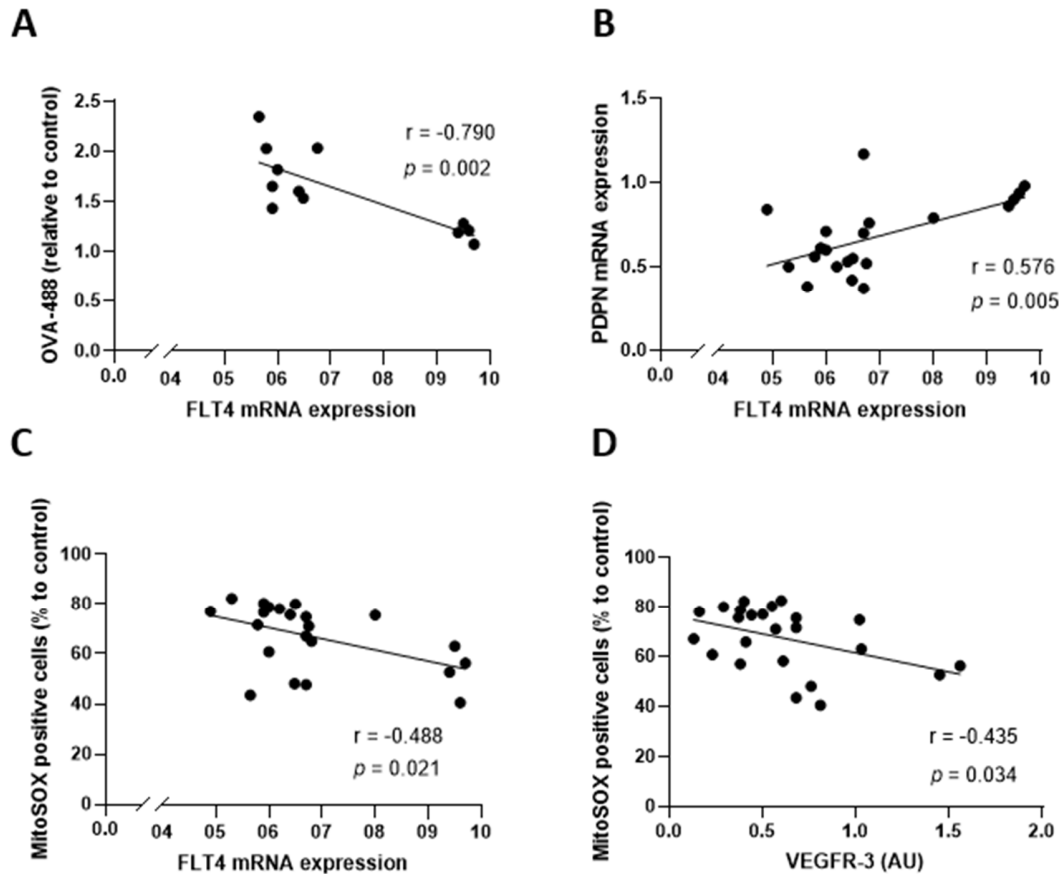 A
OVA-488 (relative to control)
2.5
2.0
1.5
1.0
0.5
0.0
r = -0.790
p = 0.002
0.0 04 05 06 07 08 09 10
FLT4 mRNA expression
B
PDPN mRNA expression
1.5
1.0
0.5
0.0
r = 0.576
p = 0.005
0.0 04 05 06 07 08 09 10
FLT4 mRNA expression
C
MitoSOX positive cells (% to control)
100
80
60
40
20
0
r = -0.488
p = 0.021
0.0 04 05 06 07 08 09 10
FLT4 mRNA expression
D
MitoSOX positive cells (% to control)
100
80
60
40
20
0
r = -0.435
p = 0.034
0.0 0.5 1.0 1.5 2.0
VEGFR-3 (AU)